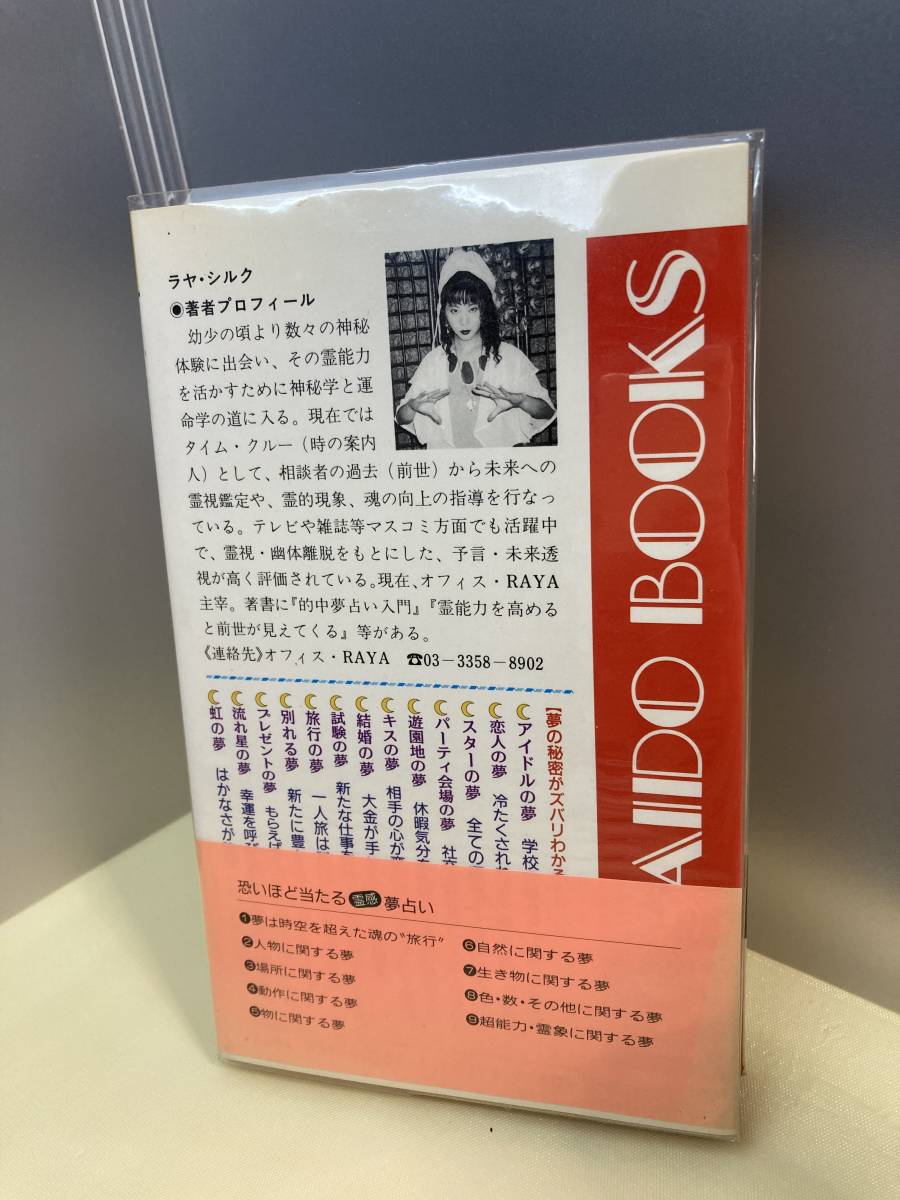 ラヤ・シルク
◉著者プロフィール
幼少の頃より数々の神秘
体験に出会い、その霊能力
を活かすために神秘学と運
命学の道に入る。現在では
タイム・クルー（時の案内
人）として、相談者の過去（前世）から未来への
霊視鑑定や、霊的現象、魂の向上の指導を行なっ
ている。テレビや雑誌等マスコミ方面でも活躍中
で、霊視・幽体離脱をもとにした、予言・未来透
視が高く評価されている。現在、オフィス・RAYA
主宰。著書に『的中夢占い入門』『霊能力を高める
と前世が見えてくる』等がある。
《連絡先》オフィス・RAYA ☎03－3358－8902
AIDO BOOKS
【夢の秘密がズバリわかる
アイドルの夢 学校
恋人の夢 冷たくされ
スターの夢 全ての
パーティ会場の夢 社交
遊園地の夢 休暇気分
キスの夢 相手の心が
結婚の夢 大金が手
試験の夢 新たな仕事
旅行の夢 一人旅は
別れる夢 新たに豊
プレゼントの夢 もらえば
流れ星の夢 幸運を呼
虹の夢 はかなさが
恐いほど当たる霊感夢占い
❶夢は時空を超えた魂の〝旅行〟
❷人物に関する夢
❸場所に関する夢
❹動作に関する夢
❺物に関する夢
❻自然に関する夢
❼生き物に関する夢
❽色・数・その他に関する夢
❾超能力・霊象に関する夢